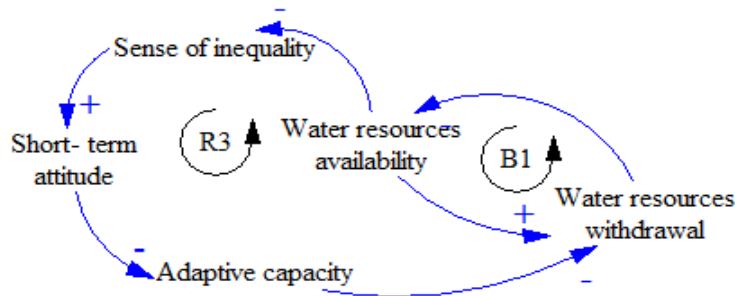 -
Sense of inequality
+
R3
Water resources
availability
-
B1
Short- term
attitude
+
Water resources
withdrawal
-
Adaptive capacity
-